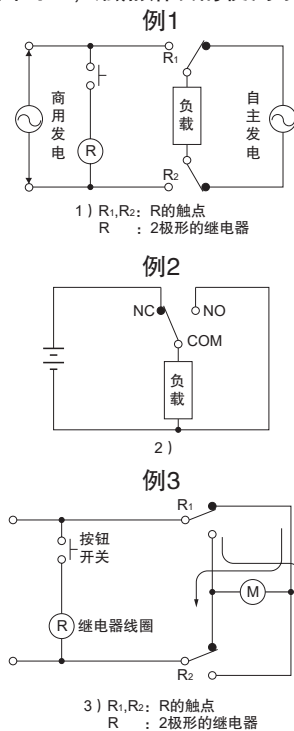 例1
R1
商用发电
负载
自主发电
R
R2
1）R1,R2：R的触点
R ：2极形的继电器
例2
NC
NO
COM
负载
2）
例3
R1
按钮
开关
M
R
继电器线圈
R2
3）R1,R2：R的触点
R ：2极形的继电器